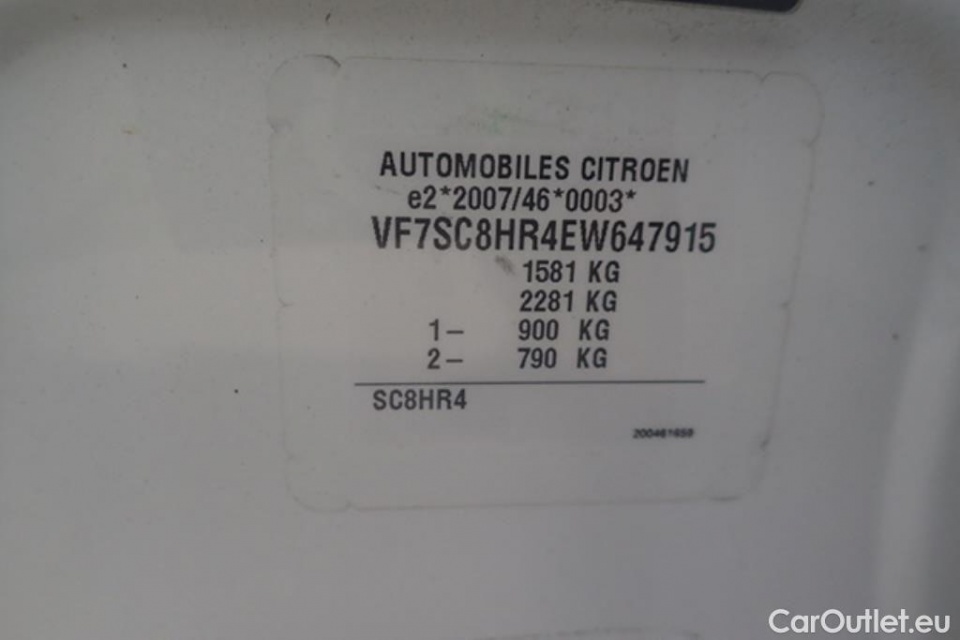 AUTOMOBILES CITROEN
e2*2007/46*0003*
VF7SC8HR4EW647915
1581 KG
2281 KG
1- 900 KG
2- 790 KG
SC8HR4
200461659
CarOutlet.eu